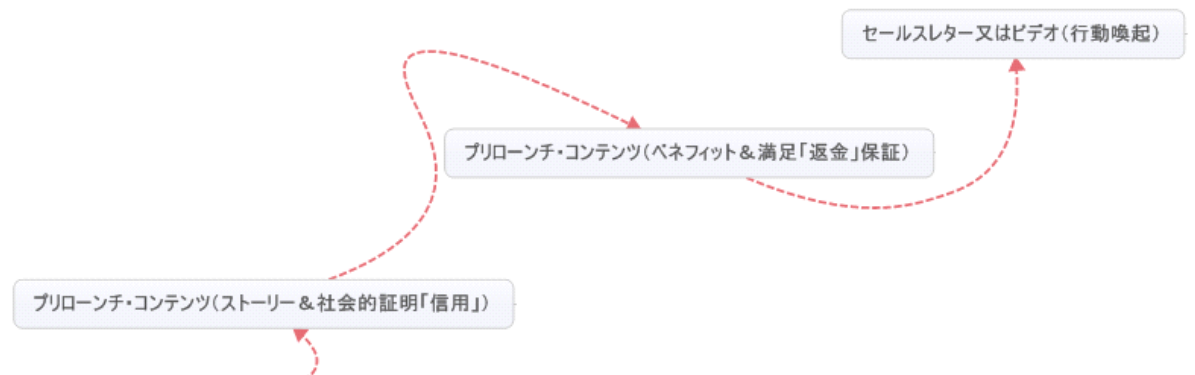 セールスレター又はビデオ(行動喚起)
プリローンチ・コンテンツ(ベネフィット&満足「返金」保証)
プリローンチ・コンテンツ(ストーリー&社会的証明「信用」)